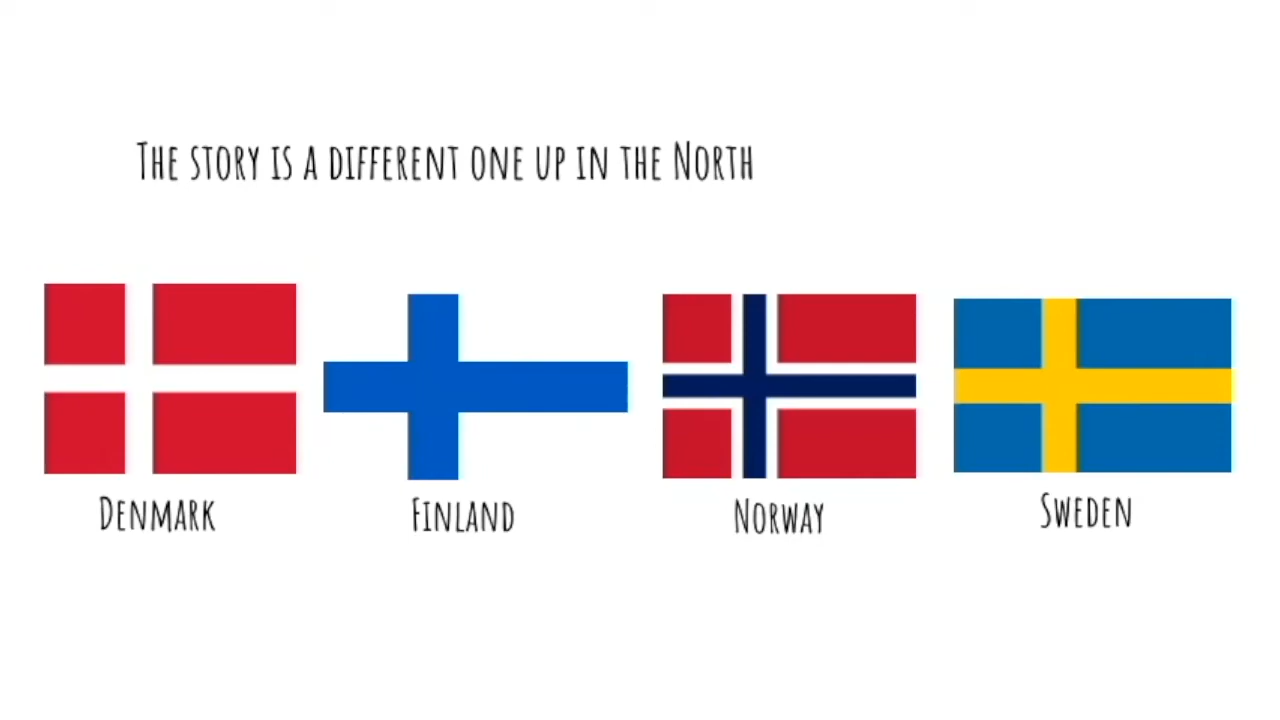 The story is a different one up in the North
Denmark
Finland
Norway
Sweden